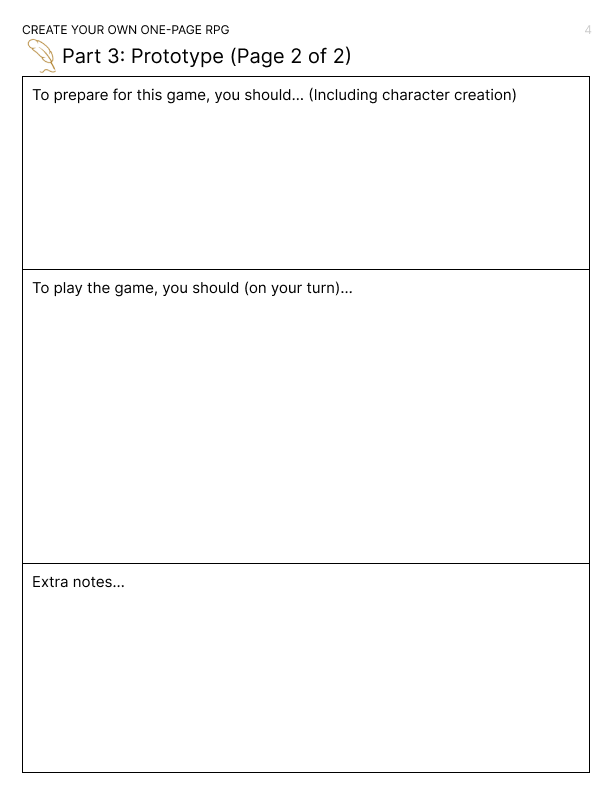 CREATE YOUR OWN ONE-PAGE RPG
4
Part 3: Prototype (Page 2 of 2)
To prepare for this game, you should... (Including character creation)
To play the game, you should (on your turn)...
Extra notes...